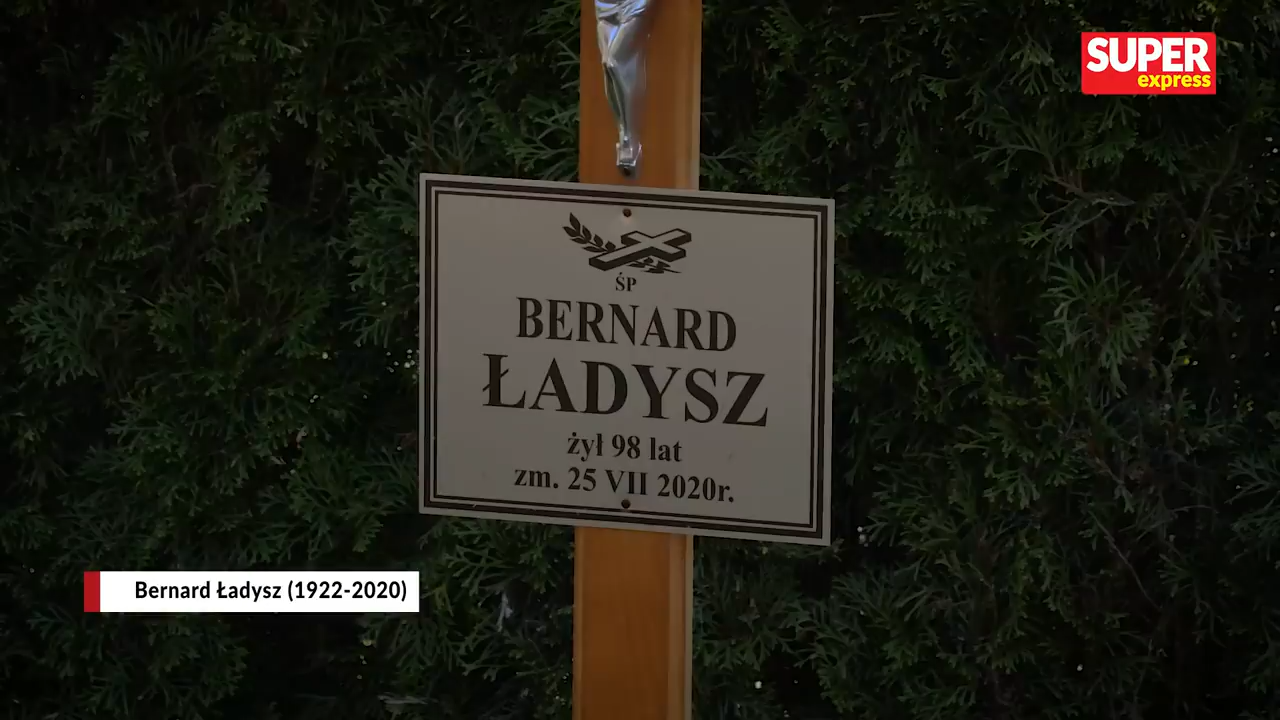 SUPER
express
ŚP
BERNARD
ŁADYSZ
żył 98 lat
zm. 25 VII 2020r.
Bernard Ładysz (1922-2020)